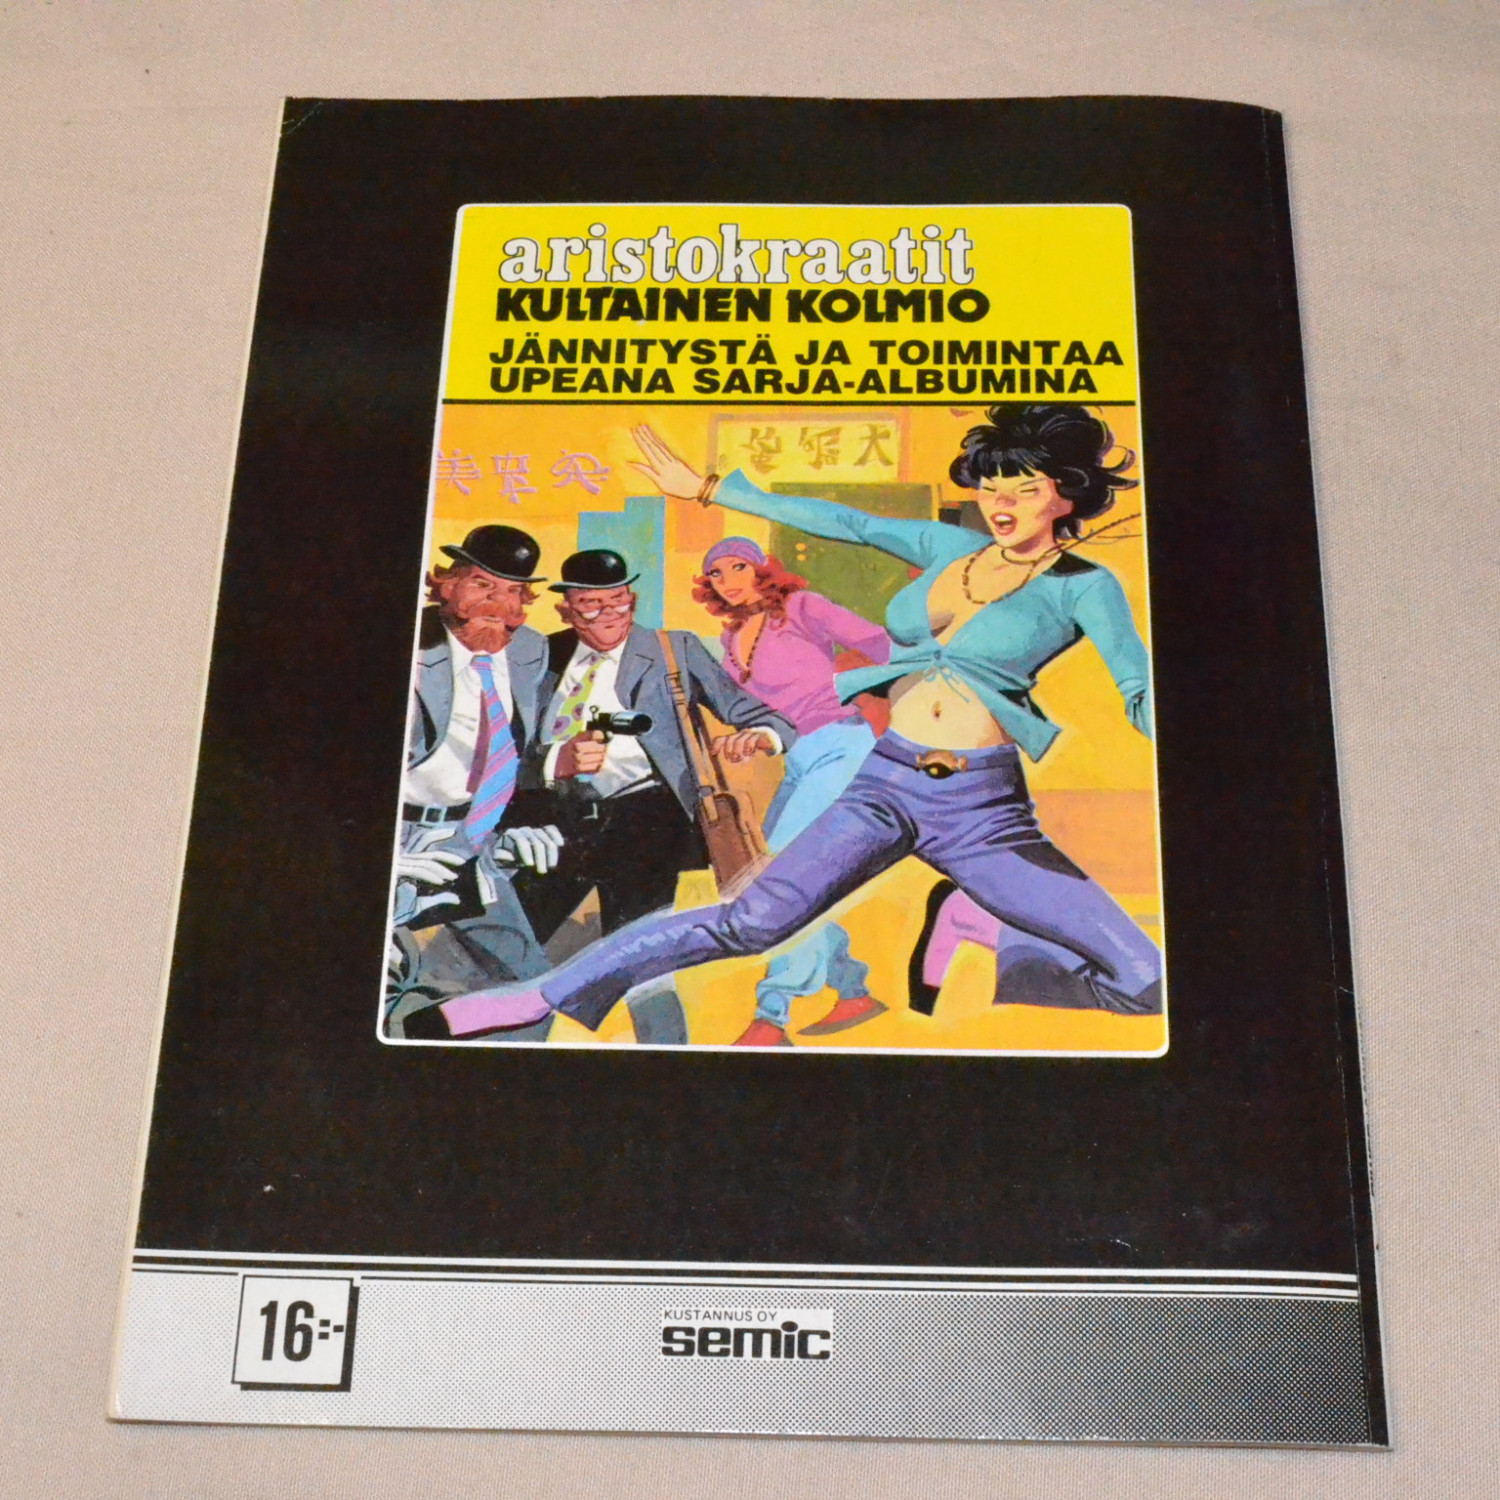 aristokraatit
KULTAINEN KOLMIO
JÄNNITYSTÄ JA TOIMINTAA
UPEANA SARJA-ALBUMINA
16:-
KUSTANNUS OY
semic